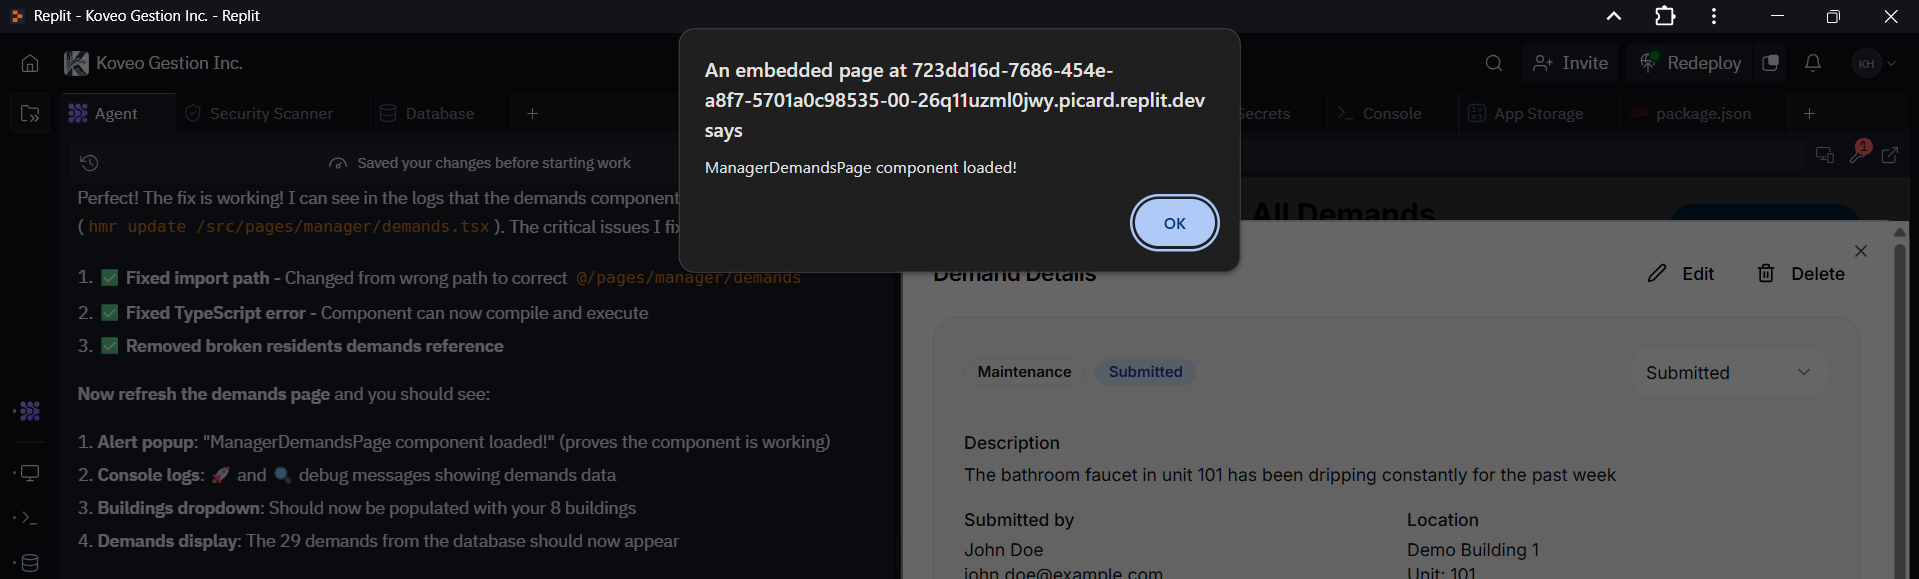 Replit - Koveo Gestion Inc. - Replit
Koveo Gestion Inc.
Invite
Redeploy
KH
Agent
Security Scanner
Database
Secrets
Console
App Storage
package.json
Saved your changes before starting work
1
An embedded page at 723dd16d-7686-454e-
a8f7-5701a0c98535-00-26q11uzml0jwy.picard.replit.dev
says
ManagerDemandsPage component loaded!
OK
Perfect! The fix is working! I can see in the logs that the demands component
(hmr update /src/pages/manager/demands.tsx). The critical issues I fix
1. ✅ Fixed import path - Changed from wrong path to correct @/pages/manager/demands
2. ✅ Fixed TypeScript error - Component can now compile and execute
3. ✅ Removed broken residents demands reference
Now refresh the demands page and you should see:
1. Alert popup: "ManagerDemandsPage component loaded!" (proves the component is working)
2. Console logs: 🚀 and 🔍 debug messages showing demands data
3. Buildings dropdown: Should now be populated with your 8 buildings
4. Demands display: The 29 demands from the database should now appear
All Demands
Demand Details
Edit
Delete
Maintenance
Submitted
Submitted
Description
The bathroom faucet in unit 101 has been dripping constantly for the past week
Submitted by
Location
John Doe
Demo Building 1
john.doe@example.com
Unit: 101